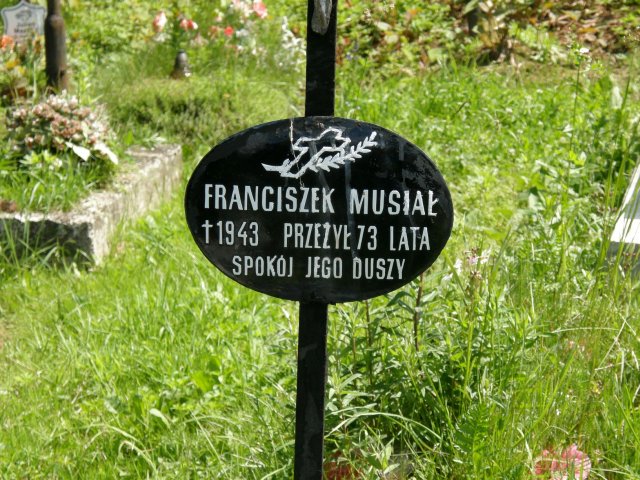 FRANCISZEK MUSIAŁ
†1943 PRZEŻYŁ 73 LATA
SPOKÓJ JEGO DUSZY